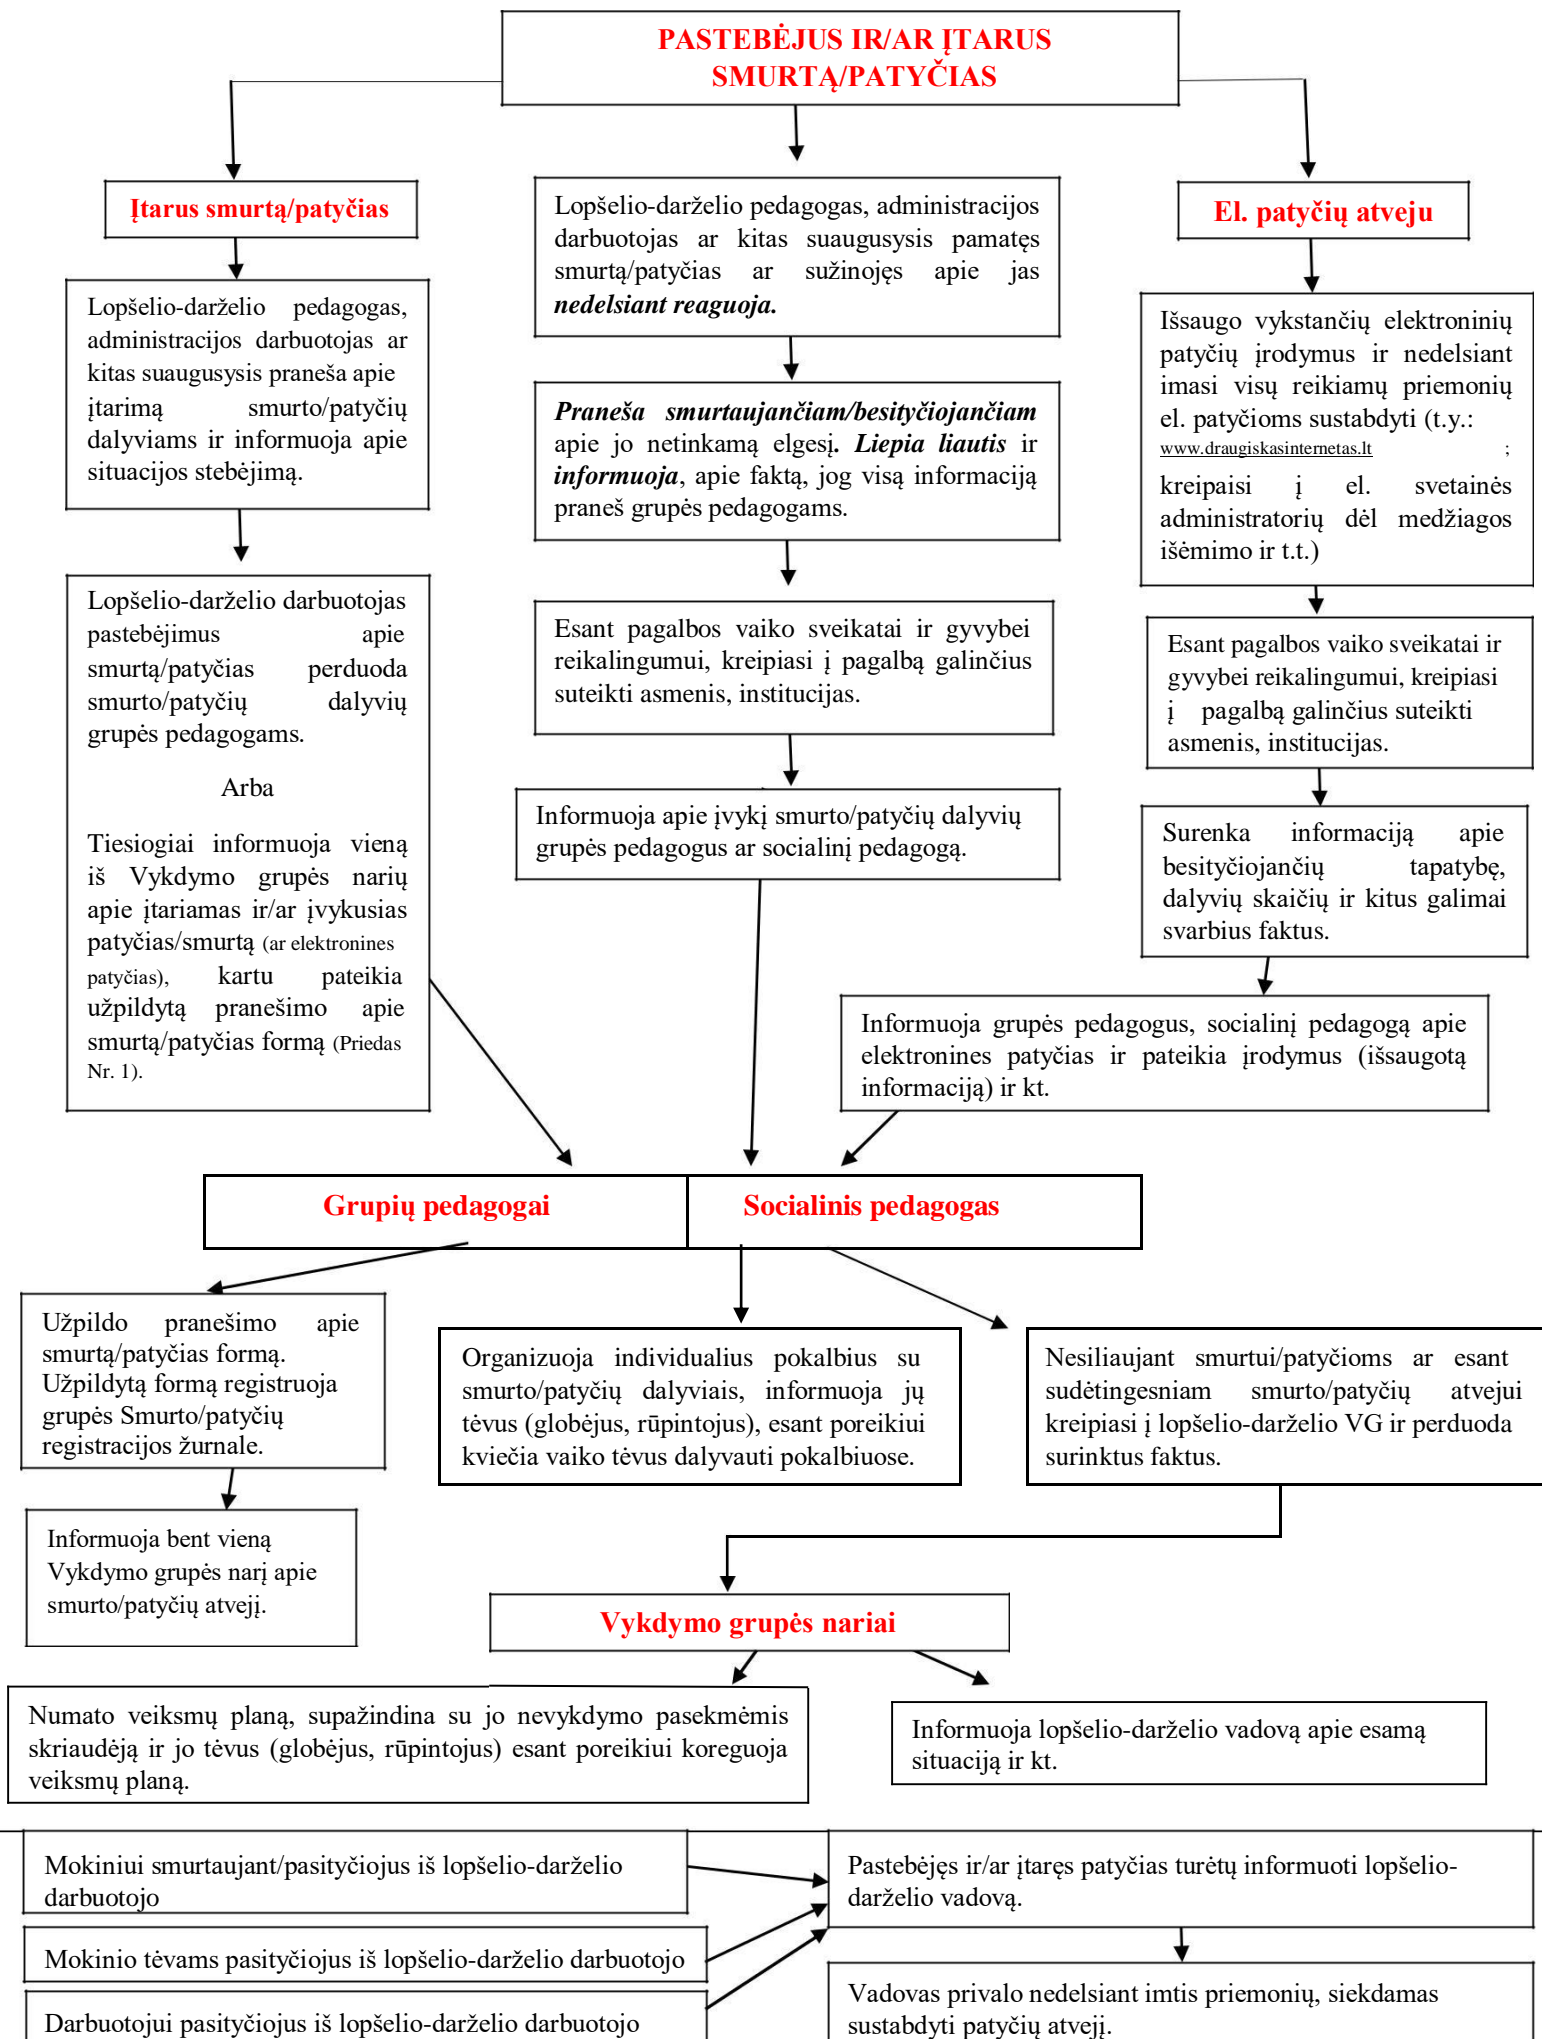 PASTEBĖJUS IR/AR ĮTARUS
SMURTĄ/PATYČIAS
Įtarus smurtą/patyčias
Lopšelio-darželio pedagogas,
administracijos darbuotojas ar
kitas suaugusysis praneša apie
įtarimą smurto/patyčių
dalyviams ir informuoja apie
situacijos stebėjimą.
Lopšelio-darželio darbuotojas
pastebėjimus apie
smurtą/patyčias perduoda
smurto/patyčių dalyvių
grupės pedagogams.
Arba
Tiesiogiai informuoja vieną
iš Vykdymo grupės narių
apie įtariamas ir/ar įvykusias
patyčias/smurtą (ar elektronines
patyčias), kartu pateikia
užpildytą pranešimo apie
smurtą/patyčias formą (Priedas
Nr. 1).
Lopšelio-darželio pedagogas, administracijos
darbuotojas ar kitas suaugusysis pamatęs
smurtą/patyčias ar sužinojęs apie jas
nedelsiant reaguoja.
Praneša smurtaujančiam/besityčiojančiam
apie jo netinkamą elgesį. Liepia liautis ir
informuoja, apie faktą, jog visą informaciją
praneš grupės pedagogams.
Esant pagalbos vaiko sveikatai ir gyvybei
reikalingumui, kreipiasi į pagalbą galinčius
suteikti asmenis, institucijas.
Informuoja apie įvykį smurto/patyčių dalyvių
grupės pedagogus ar socialinį pedagogą.
El. patyčių atveju
Išsaugo vykstančių elektroninių
patyčių įrodymus ir nedelsiant
imasi visų reikiamų priemonių
el. patyčioms sustabdyti (t.y.:
www.draugiskasinternetas.lt ;
kreipaisi į el. svetainės
administratorių dėl medžiagos
išėmimo ir t.t.)
Esant pagalbos vaiko sveikatai ir
gyvybei reikalingumui, kreipiasi
į pagalbą galinčius suteikti
asmenis, institucijas.
Surenka informaciją apie
besityčiojančių tapatybę,
dalyvių skaičių ir kitus galimai
svarbius faktus.
Informuoja grupės pedagogus, socialinį pedagogą apie
elektronines patyčias ir pateikia įrodymus (išsaugotą
informaciją) ir kt.
Grupių pedagogai
Socialinis pedagogas
Užpildo pranešimo apie
smurtą/patyčias formą.
Užpildytą formą registruoja
grupės Smurto/patyčių
registracijos žurnale.
Informuoja bent vieną
Vykdymo grupės narį apie
smurto/patyčių atvejį.
Organizuoja individualius pokalbius su
smurto/patyčių dalyviais, informuoja jų
tėvus (globėjus, rūpintojus), esant poreikiui
kviečia vaiko tėvus dalyvauti pokalbiuose.
Nesiliaujant smurtui/patyčioms ar esant
sudėtingesniam smurto/patyčių atvejui
kreipiasi į lopšelio-darželio VG ir perduoda
surinktus faktus.
Vykdymo grupės nariai
Numato veiksmų planą, supažindina su jo nevykdymo pasekmėmis
skriaudėją ir jo tėvus (globėjus, rūpintojus) esant poreikiui koreguoja
veiksmų planą.
Informuoja lopšelio-darželio vadovą apie esamą
situaciją ir kt.
Mokiniui smurtaujant/pasityčiojus iš lopšelio-darželio
darbuotojo
Mokinio tėvams pasityčiojus iš lopšelio-darželio darbuotojo
Darbuotojui pasityčiojus iš lopšelio-darželio darbuotojo
Pastebėjęs ir/ar įtaręs patyčias turėtų informuoti lopšelio-
darželio vadovą.
Vadovas privalo nedelsiant imtis priemonių, siekdamas
sustabdyti patyčių atvejį.